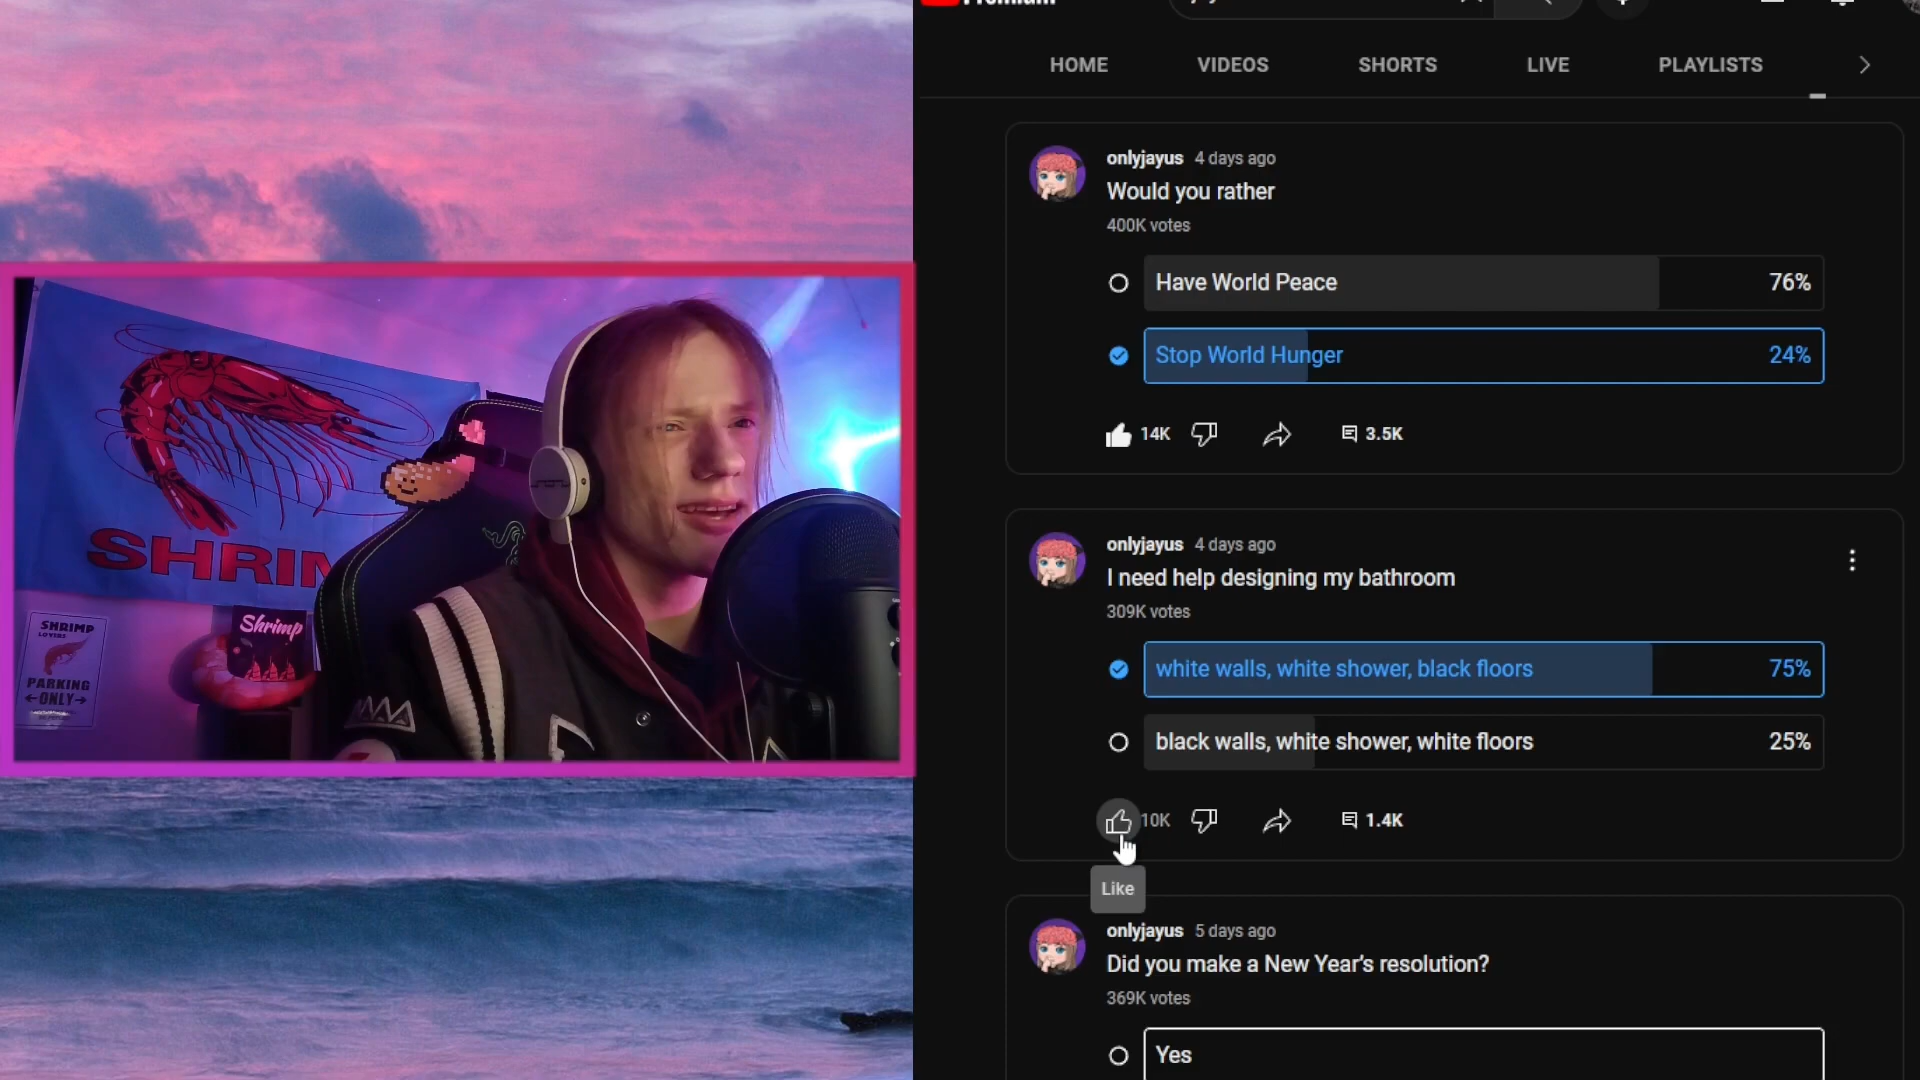 HOME
VIDEOS
SHORTS
LIVE
PLAYLISTS
onlyjayus 4 days ago
Would you rather
400K votes
Have World Peace 76%
Stop World Hunger 24%
14K
3.5K
onlyjayus 4 days ago
I need help designing my bathroom
309K votes
white walls, white shower, black floors 75%
black walls, white shower, white floors 25%
10K
1.4K
Like
onlyjayus 5 days ago
Did you make a New Year's resolution?
369K votes
Yes
SHRIM
Shrimp
SHRIMP
LOVERS
PARKING
ONLY